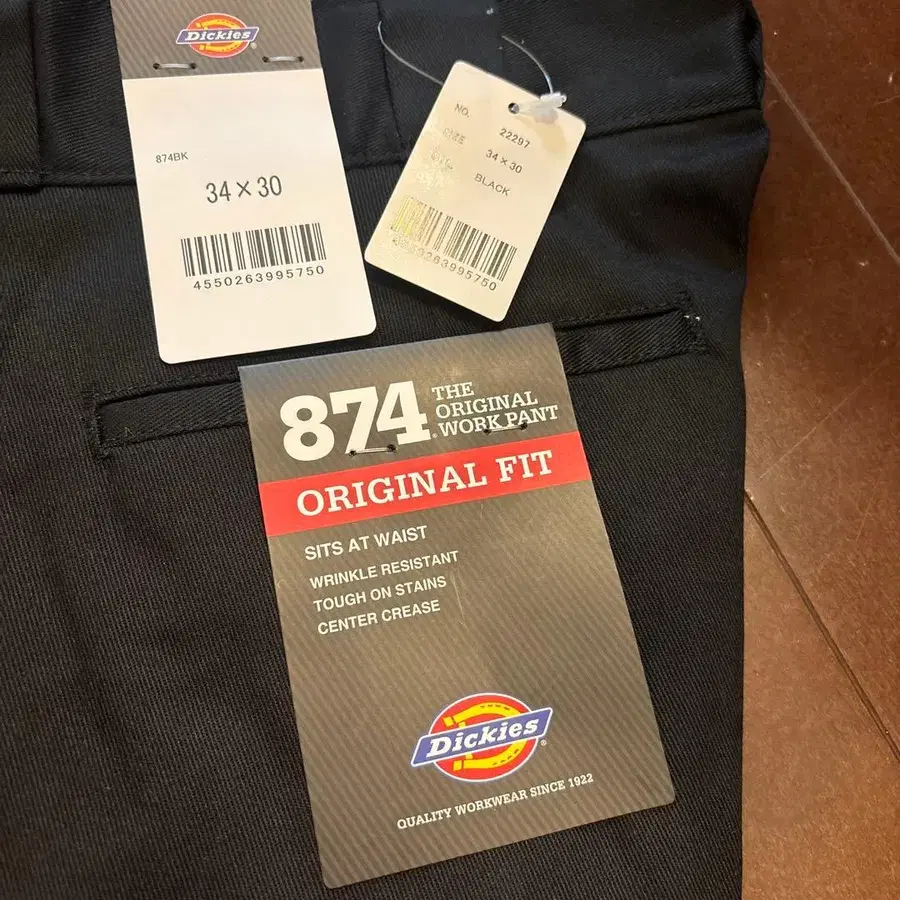 Dickies
874BK
34×30
4550263995750
NO. 22297
SIZE 34×30
BLACK
4550263995750
874 THE
ORIGINAL
WORK PANT
ORIGINAL FIT
SITS AT WAIST
WRINKLE RESISTANT
TOUGH ON STAINS
CENTER CREASE
Dickies
QUALITY WORKWEAR SINCE 1922